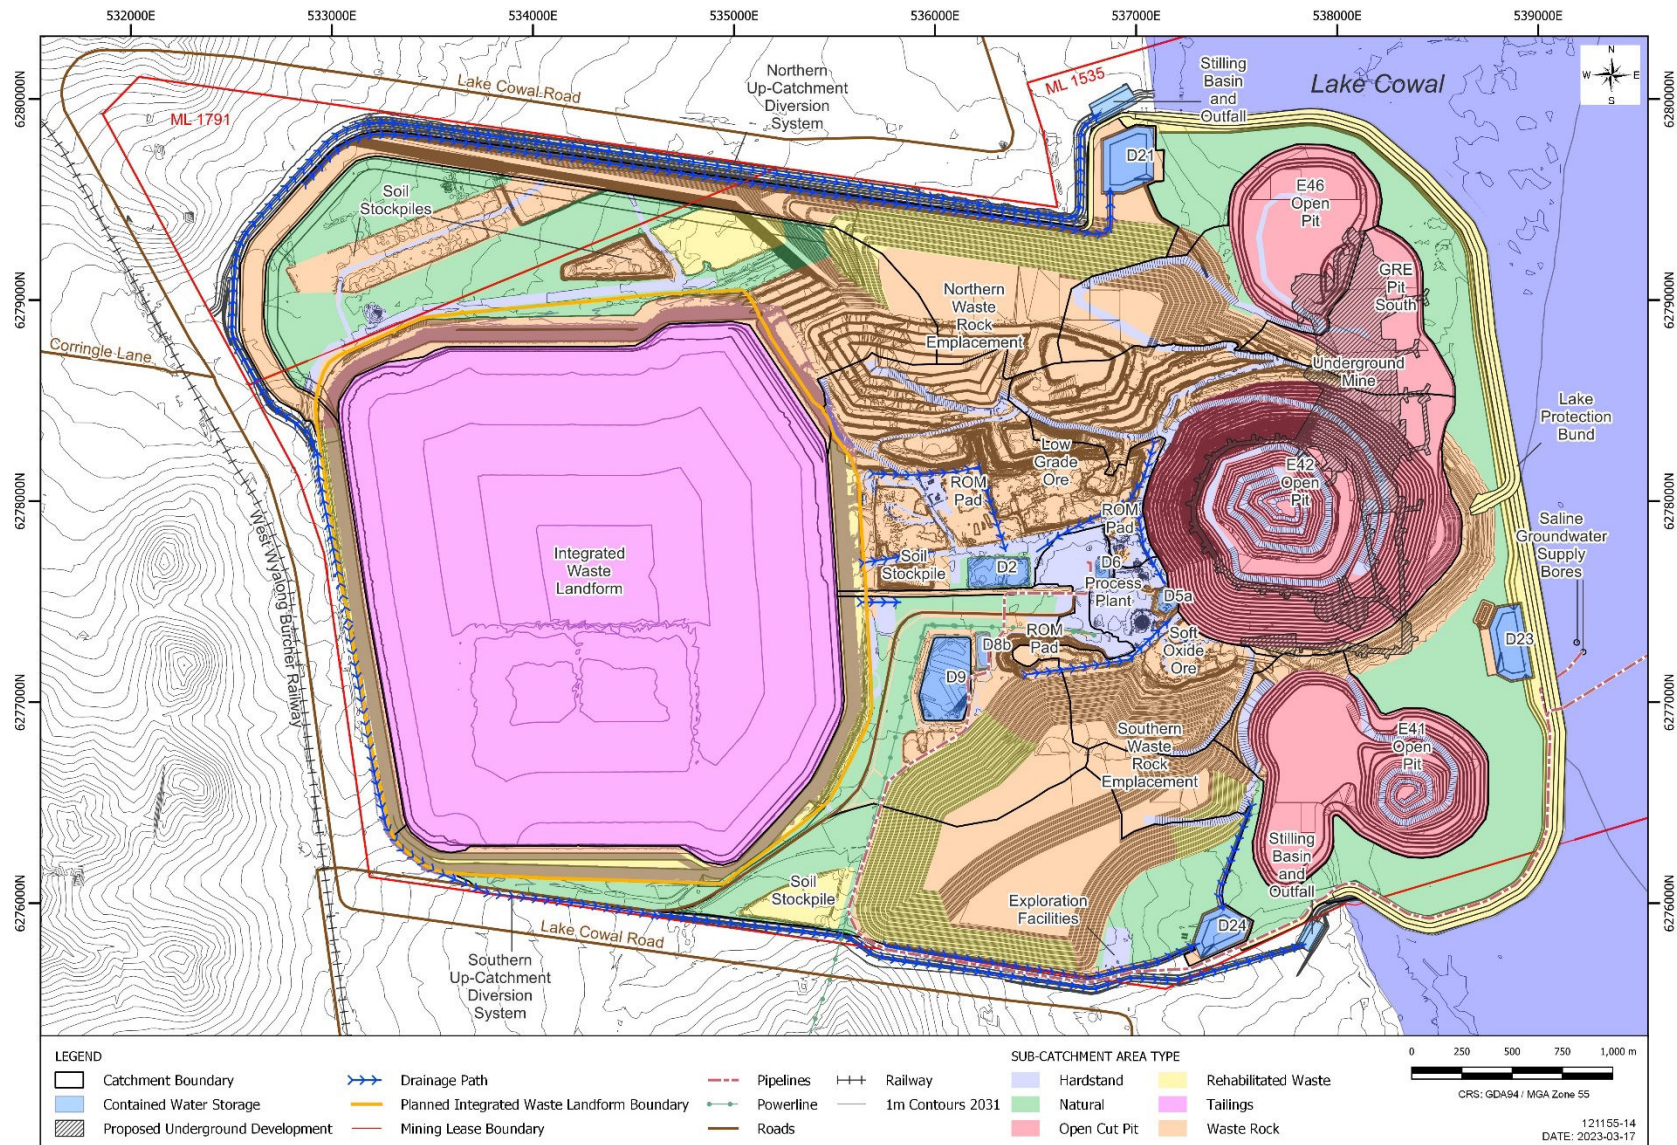 532000E
533000E
534000E
535000E
536000E
537000E
538000E
539000E
6280000N
6279000N
6278000N
6277000N
6276000N
6280000N
6279000N
6278000N
6277000N
6276000N
N
W E
S
Lake Cowal
Lake Cowal Road
ML 1791
ML 1535
Northern
Up-Catchment
Diversion
System
Stilling
Basin
and
Outfall
D21
Soil
Stockpiles
E46
Open
Pit
GRE
Pit
South
Northern
Waste
Rock
Emplacement
Underground
Mine
Corringle Lane
Lake
Protection
Bund
Low
Grade
Ore
ROM
Pad
E42
Open
Pit
ROM
Pad
Saline
Groundwater
Supply
Bores
Integrated
Waste
Landform
Soil
Stockpile
D2
D6
Process
Plant
D5a
West Wyalong Burcher Railway
ROM
Pad
D8b
Soft
Oxide
Ore
D23
D9
Southern
Waste
Rock
Emplacement
E41
Open
Pit
Stilling
Basin
and
Outfall
Soil
Stockpile
Exploration
Facilities
D24
Lake Cowal Road
Southern
Up-Catchment
Diversion
System
LEGEND
Catchment Boundary
Contained Water Storage
Proposed Underground Development
Drainage Path
Planned Integrated Waste Landform Boundary
Mining Lease Boundary
Pipelines
Powerline
Roads
Railway
1m Contours 2031
SUB-CATCHMENT AREA TYPE
Hardstand
Natural
Open Cut Pit
Rehabilitated Waste
Tailings
Waste Rock
0 250 500 750 1,000 m
CRS: GDA94 / MGA Zone 55
121155-14
DATE: 2023-03-17